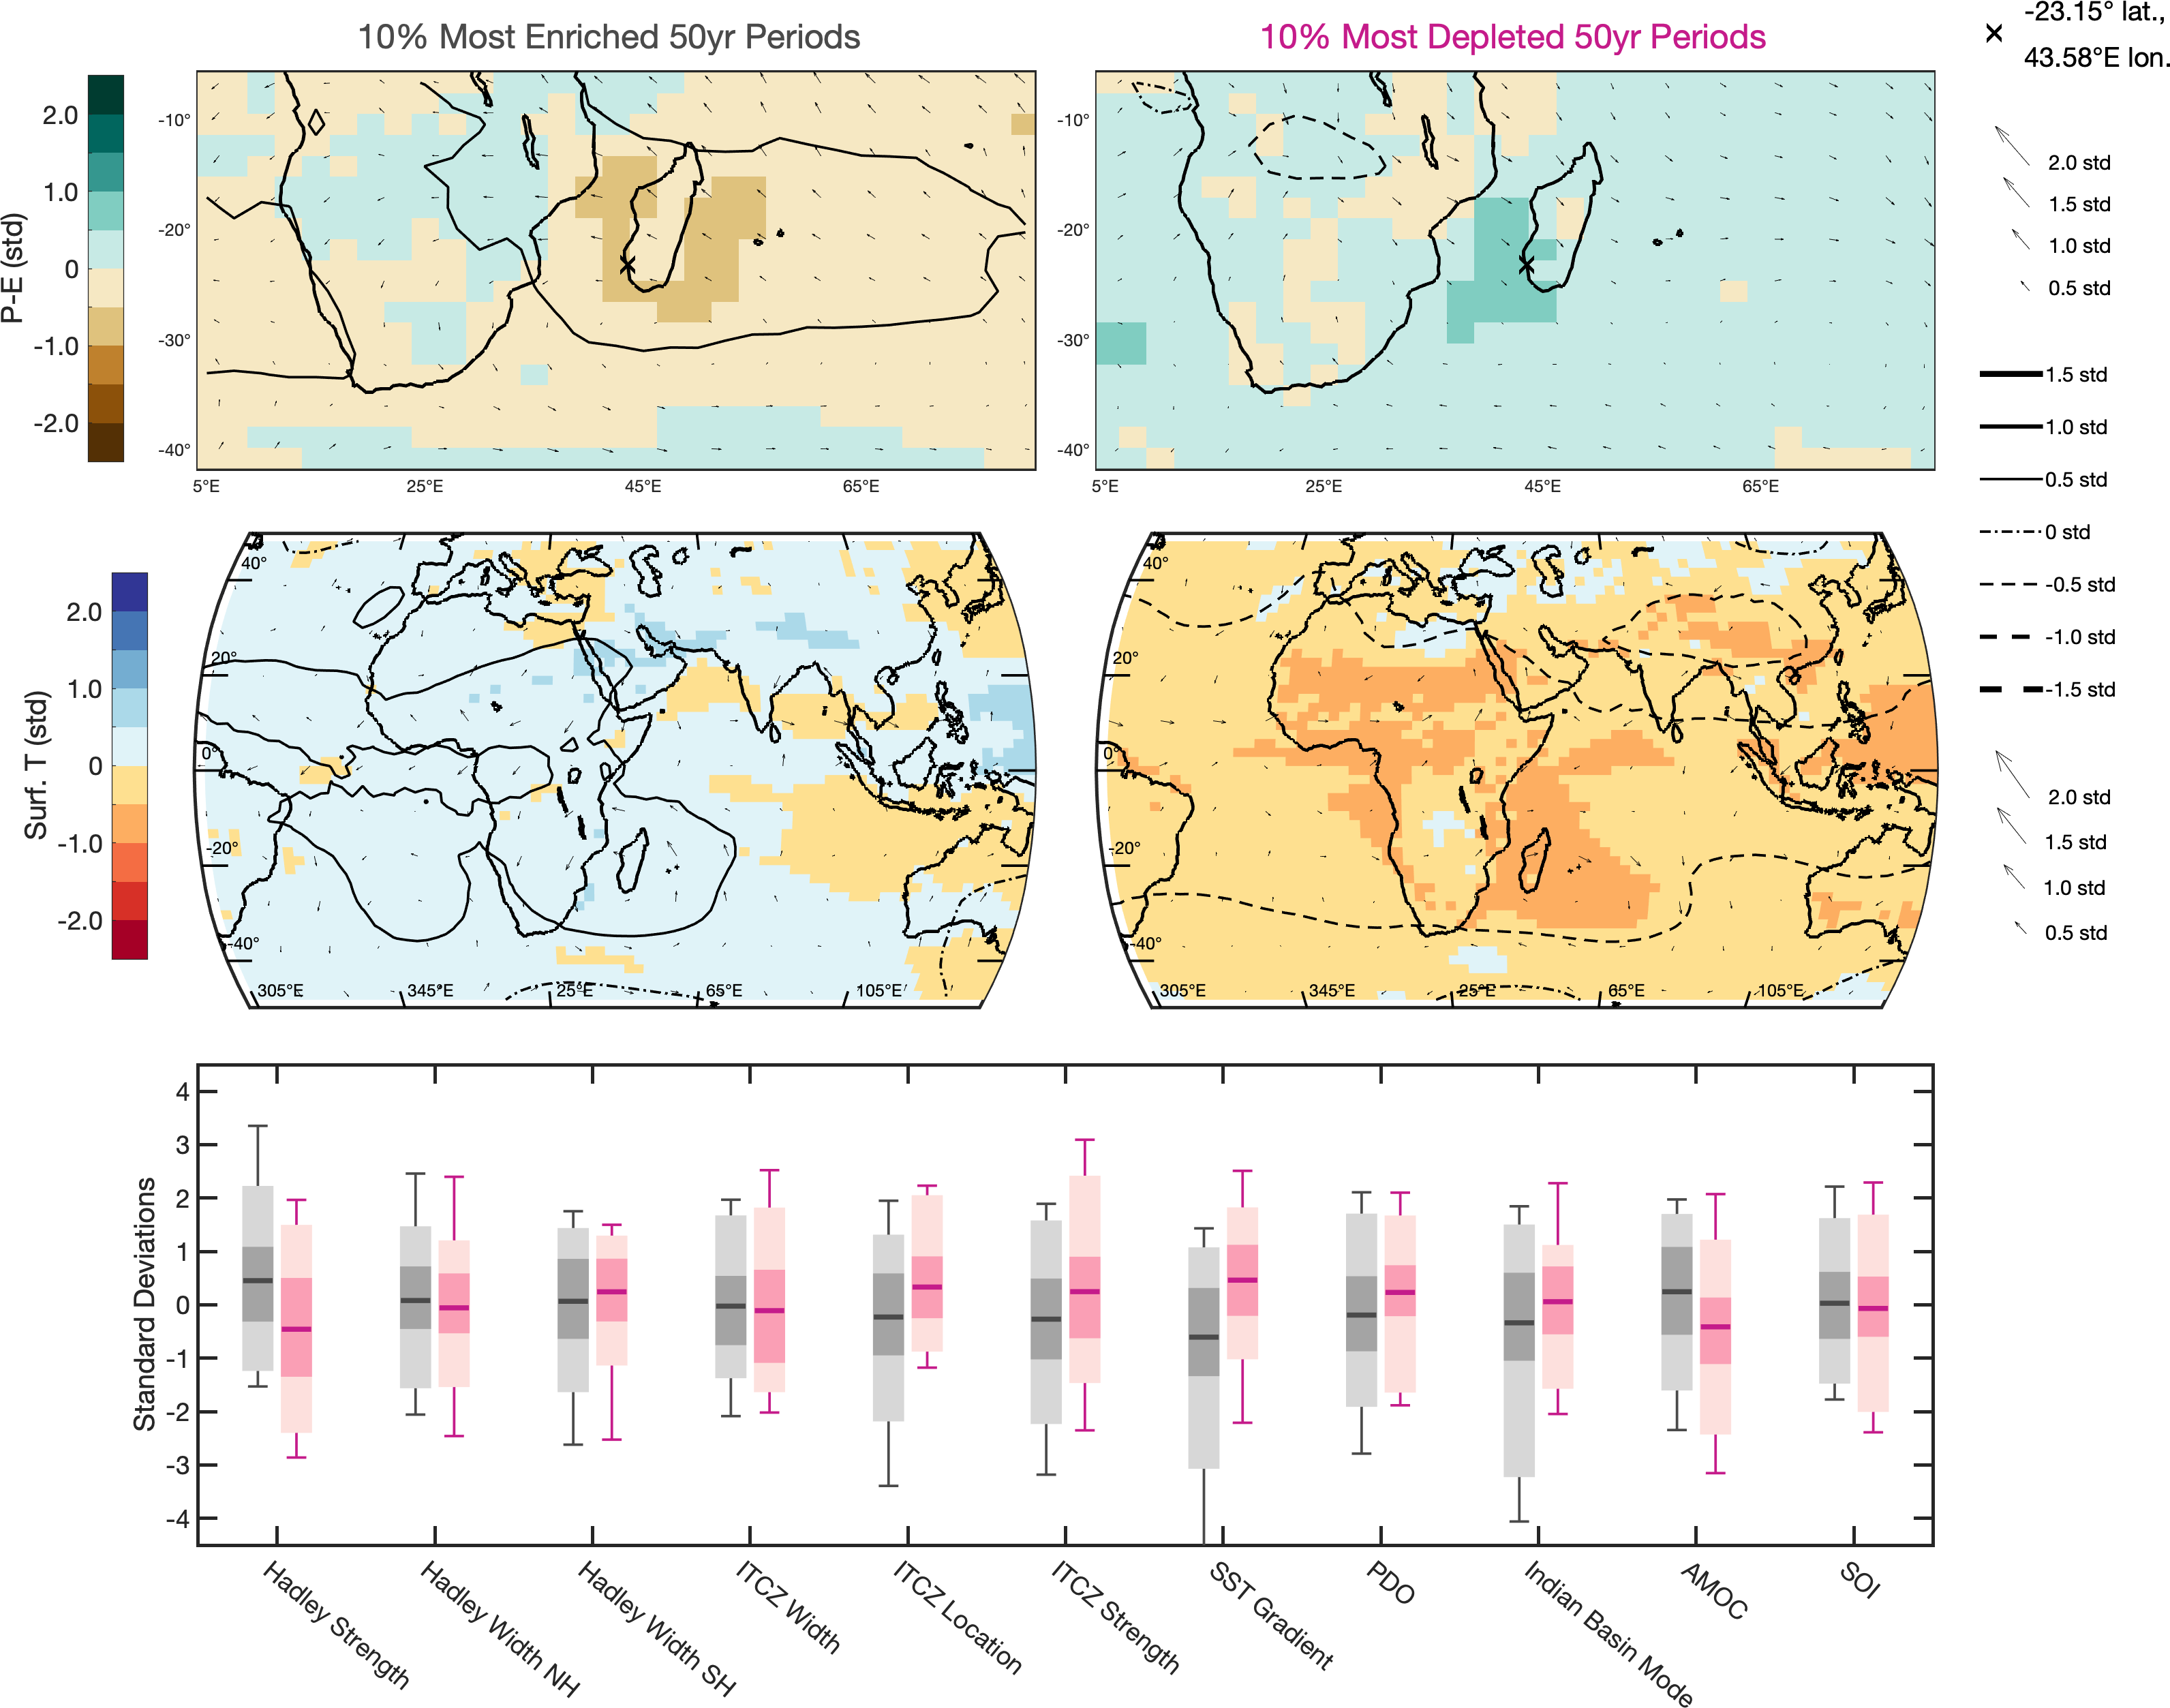 10% Most Enriched 50yr Periods
10% Most Depleted 50yr Periods
-23.15° lat.,
43.58°E lon.
P-E (std)
2.0
1.0
0
-1.0
-2.0
-10°
-20°
-30°
-40°
5°E 25°E 45°E 65°E
-10°
-20°
-30°
-40°
5°E 25°E 45°E 65°E
2.0 std
1.5 std
1.0 std
0.5 std
1.5 std
1.0 std
0.5 std
0 std
-0.5 std
-1.0 std
-1.5 std
2.0 std
1.5 std
1.0 std
0.5 std
Surf. T (std)
2.0
1.0
0
-1.0
-2.0
40°
20°
0°
-20°
-40°
305°E 345°E 25°E 65°E 105°E
40°
20°
0°
-20°
-40°
305°E 345°E 25°E 65°E 105°E
Standard Deviations
4
3
2
1
0
-1
-2
-3
-4
Hadley Strength
Hadley Width NH
Hadley Width SH
ITCZ Width
ITCZ Location
ITCZ Strength
SST Gradient
PDO
Indian Basin Mode
AMOC
SOI